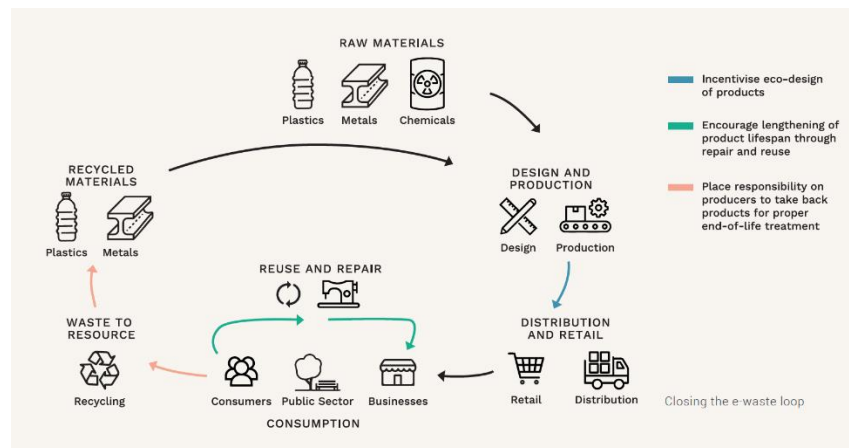 RAW MATERIALS
Plastics
Metals
Chemicals
Incentivise eco-design
of products
Encourage lengthening of
product lifespan through
repair and reuse
Place responsibility on
producers to take back
products for proper
end-of-life treatment
RECYCLED
MATERIALS
Plastics
Metals
DESIGN AND
PRODUCTION
Design
Production
REUSE AND REPAIR
WASTE TO
RESOURCE
Recycling
Consumers
Public Sector
Businesses
CONSUMPTION
DISTRIBUTION
AND RETAIL
Retail
Distribution
Closing the e-waste loop